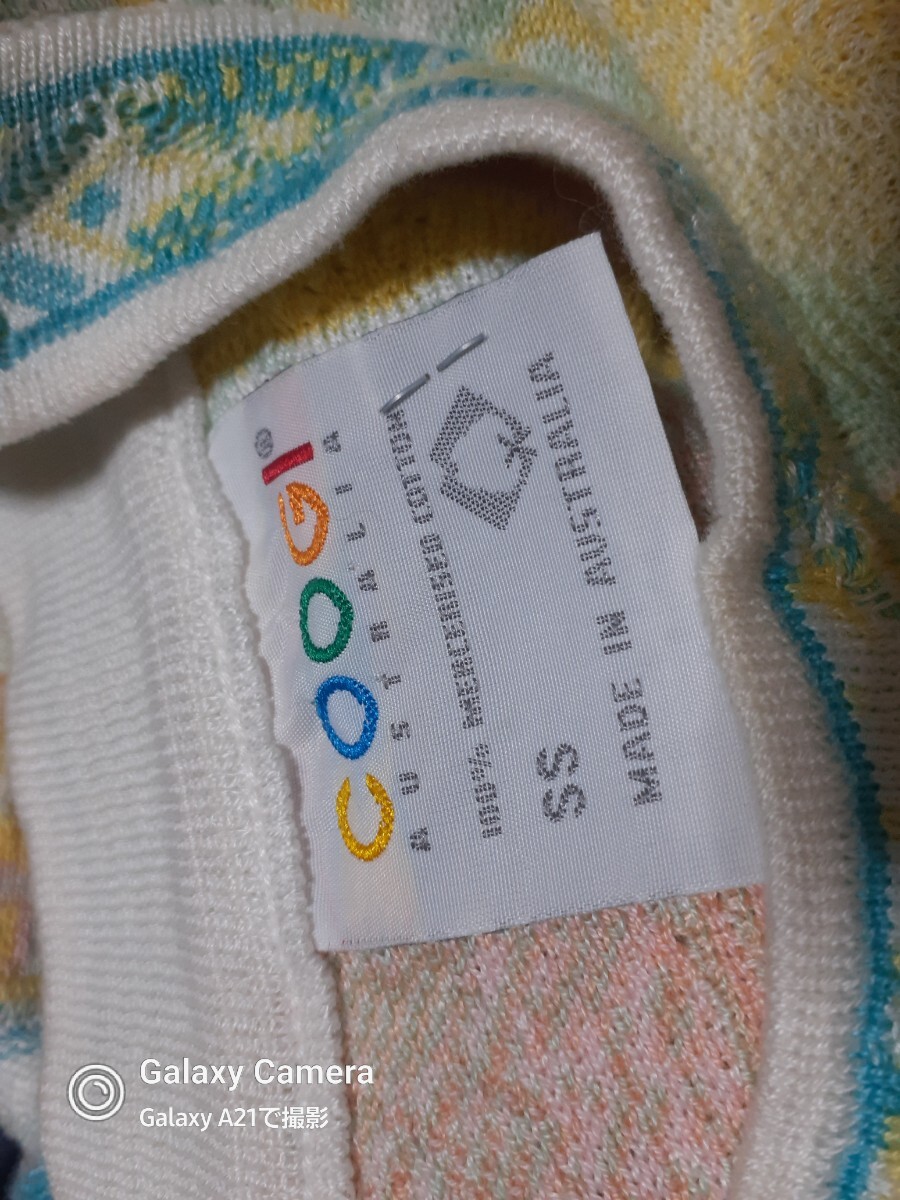 COOGI®
AUSTRALIA
100% MERCERISED COTTON
SS
MADE IN AUSTRALIA
Galaxy Camera
Galaxy A21で撮影